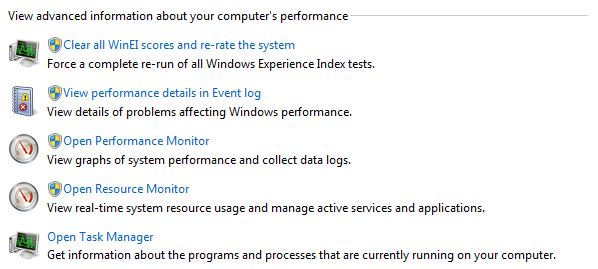 View advanced information about your computer's performance
Clear all WinEI scores and re-rate the system
Force a complete re-run of all Windows Experience Index tests.
View performance details in Event log
View details of problems affecting Windows performance.
Open Performance Monitor
View graphs of system performance and collect data logs.
Open Resource Monitor
View real-time system resource usage and manage active services and applications.
Open Task Manager
Get information about the programs and processes that are currently running on your computer.